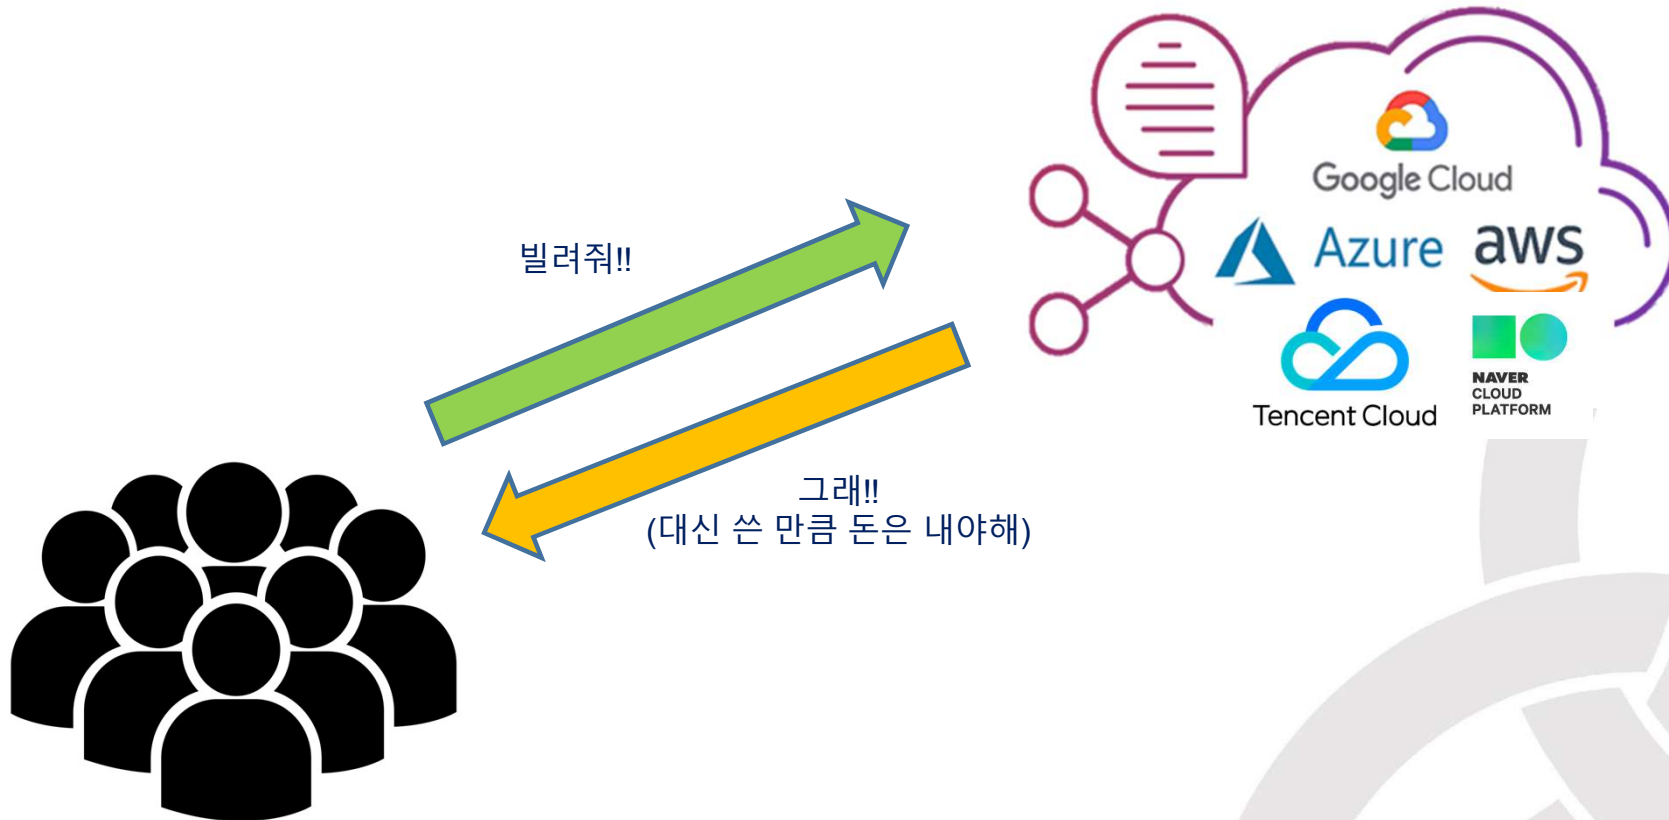 빌려줘!!
Google Cloud
Azure
aws
Tencent Cloud
NAVER
CLOUD
PLATFORM
그래!!
(대신 쓴 만큼 돈은 내야해)